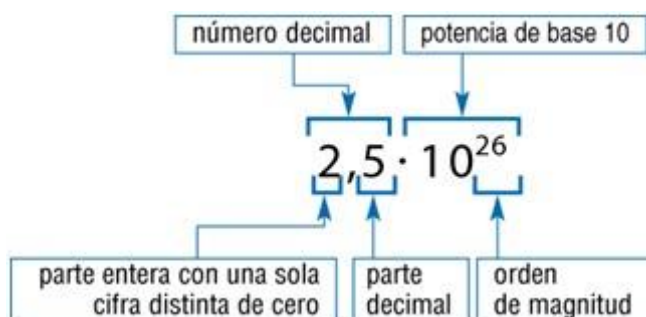 número decimal
potencia de base 10
2,5 · 10²⁶
parte entera con una sola
cifra distinta de cero
parte
decimal
orden
de magnitud